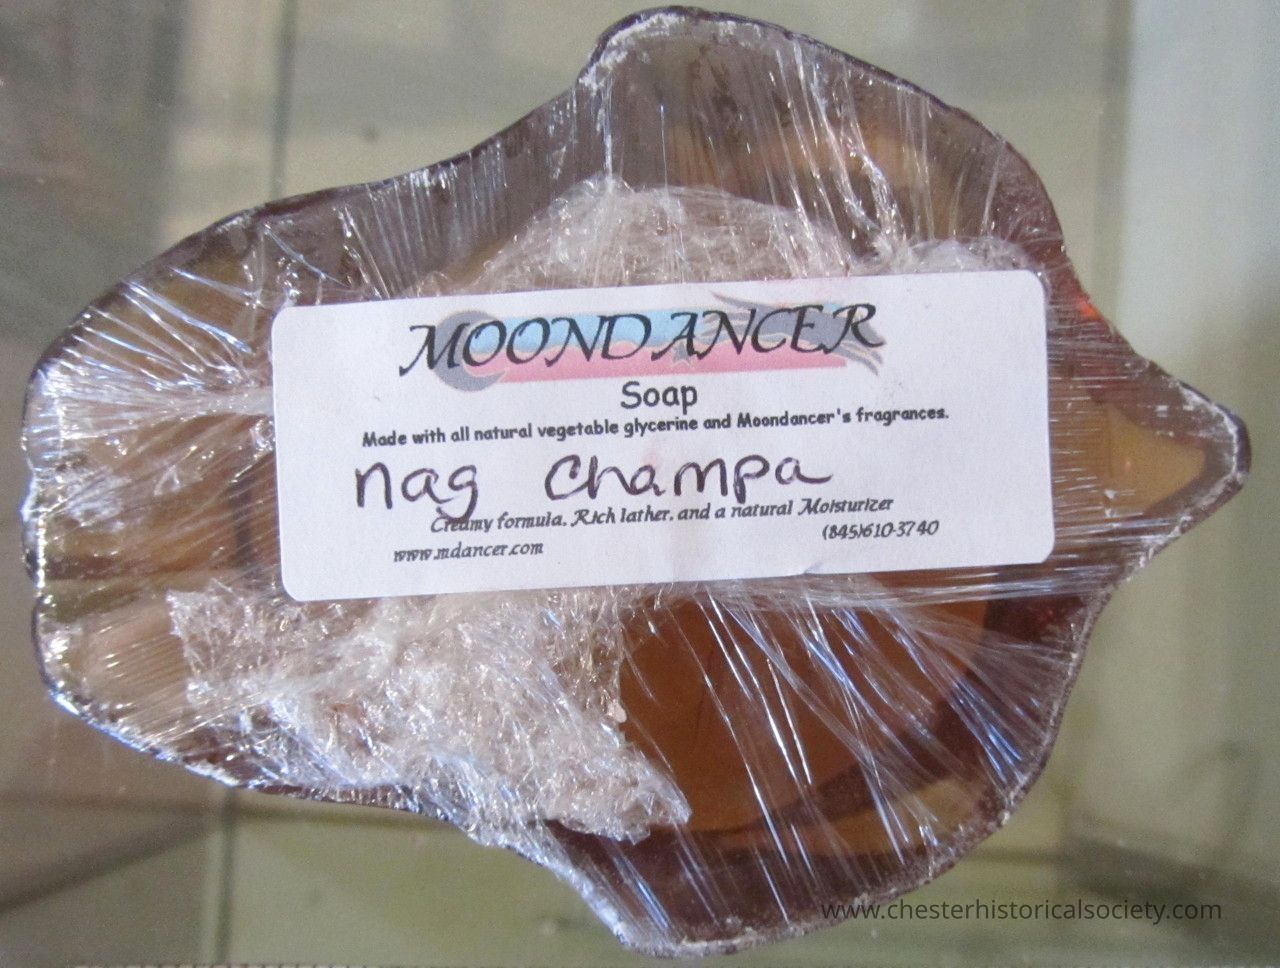 MOONDANCER
Soap
Made with all natural vegetable glycerine and Moondancer's fragrances.
nag champa
Creamy formula, Rich lather, and a natural Moisturizer
(845)610-3740
www.mdancer.com
www.chesterhistoricalsociety.com